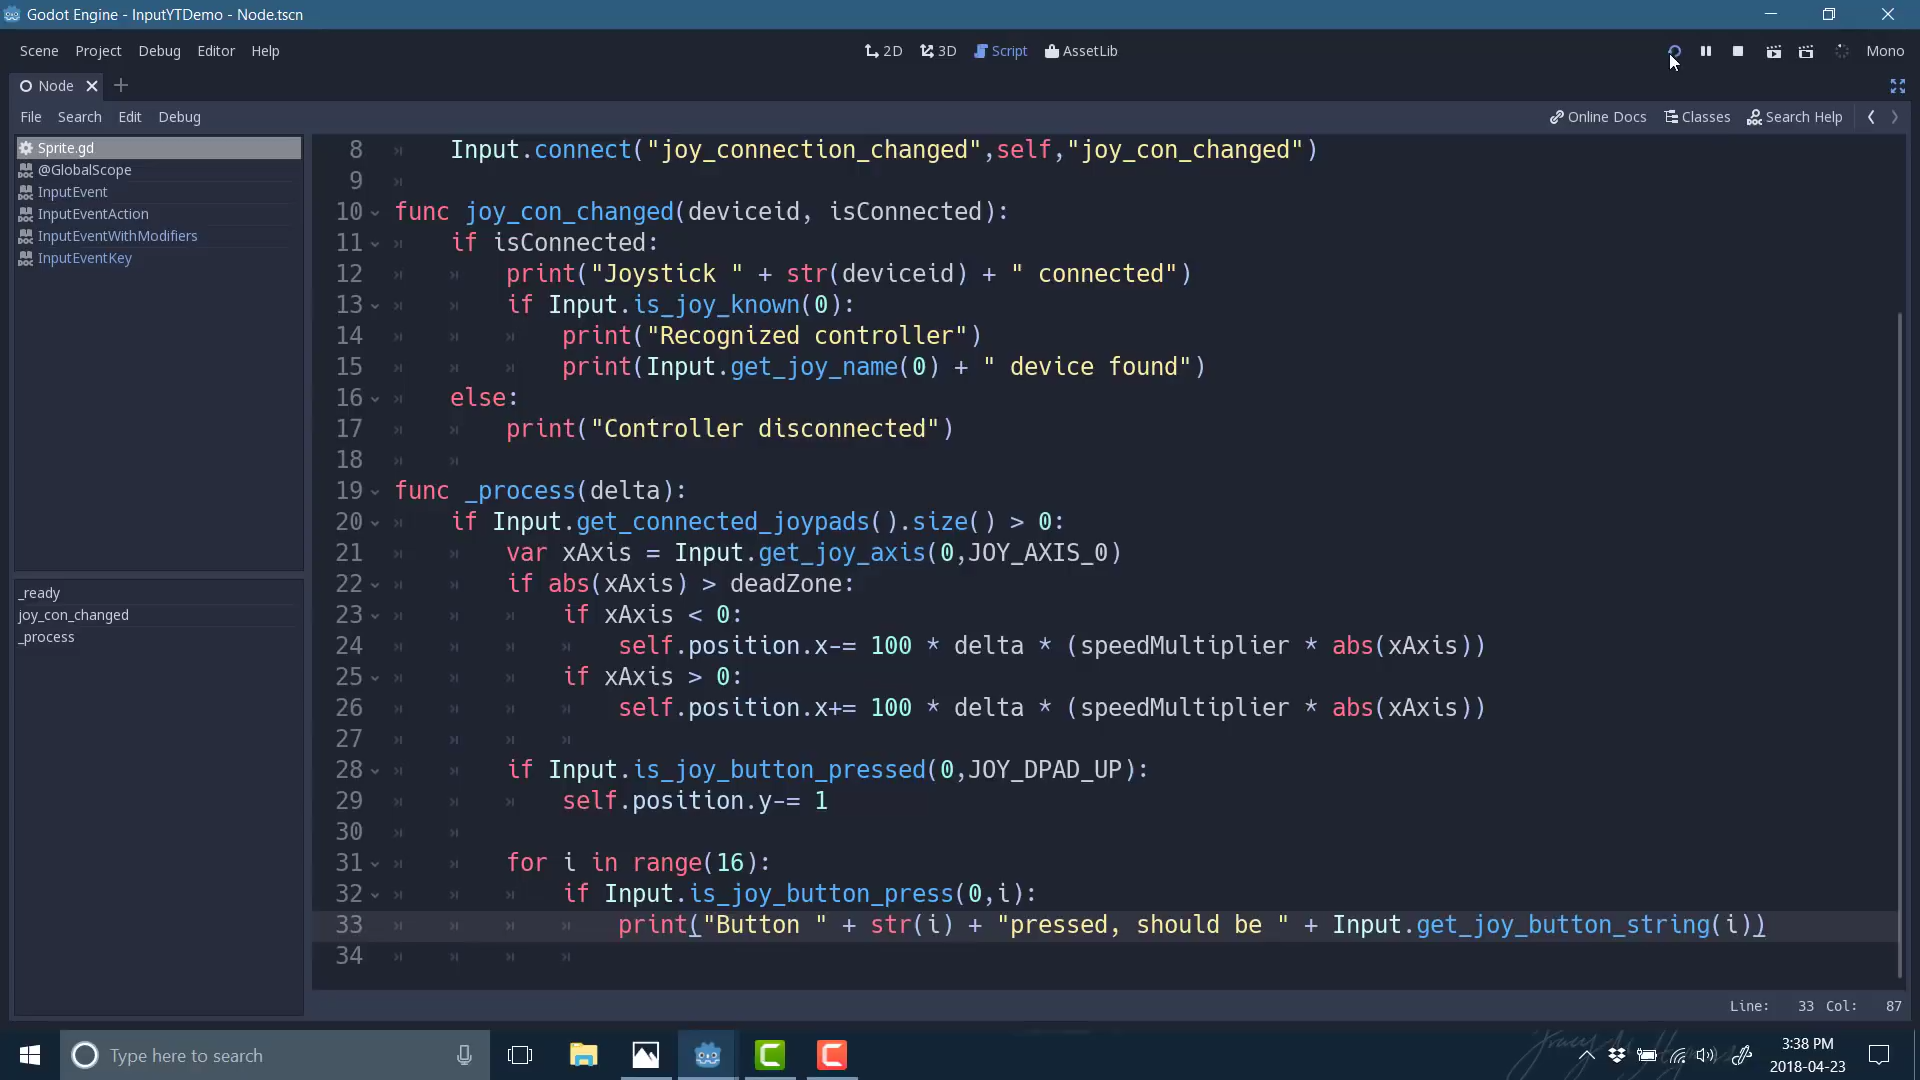 Godot Engine - InputYTDemo - Node.tscn
Scene Project Debug Editor Help 2D 3D Script AssetLib Mono
Node
File Search Edit Debug Online Docs Classes Search Help
Sprite.gd
@GlobalScope
InputEvent
InputEventAction
InputEventWithModifiers
InputEventKey
_ready
joy_con_changed
_process
8 Input.connect("joy_connection_changed",self,"joy_con_changed")
9
10 func joy_con_changed(deviceid, isConnected):
11 if isConnected:
12 print("Joystick " + str(deviceid) + " connected")
13 if Input.is_joy_known(0):
14 print("Recognized controller")
15 print(Input.get_joy_name(0) + " device found")
16 else:
17 print("Controller disconnected")
18
19 func _process(delta):
20 if Input.get_connected_joypads().size() > 0:
21 var xAxis = Input.get_joy_axis(0,JOY_AXIS_0)
22 if abs(xAxis) > deadZone:
23 if xAxis < 0:
24 self.position.x-= 100 * delta * (speedMultiplier * abs(xAxis))
25 if xAxis > 0:
26 self.position.x+= 100 * delta * (speedMultiplier * abs(xAxis))
27
28 if Input.is_joy_button_pressed(0,JOY_DPAD_UP):
29 self.position.y-= 1
30
31 for i in range(16):
32 if Input.is_joy_button_press(0,i):
33 print("Button " + str(i) + "pressed, should be " + Input.get_joy_button_string(i))
34
Line: 33 Col: 87
Type here to search
3:38 PM
2018-04-23